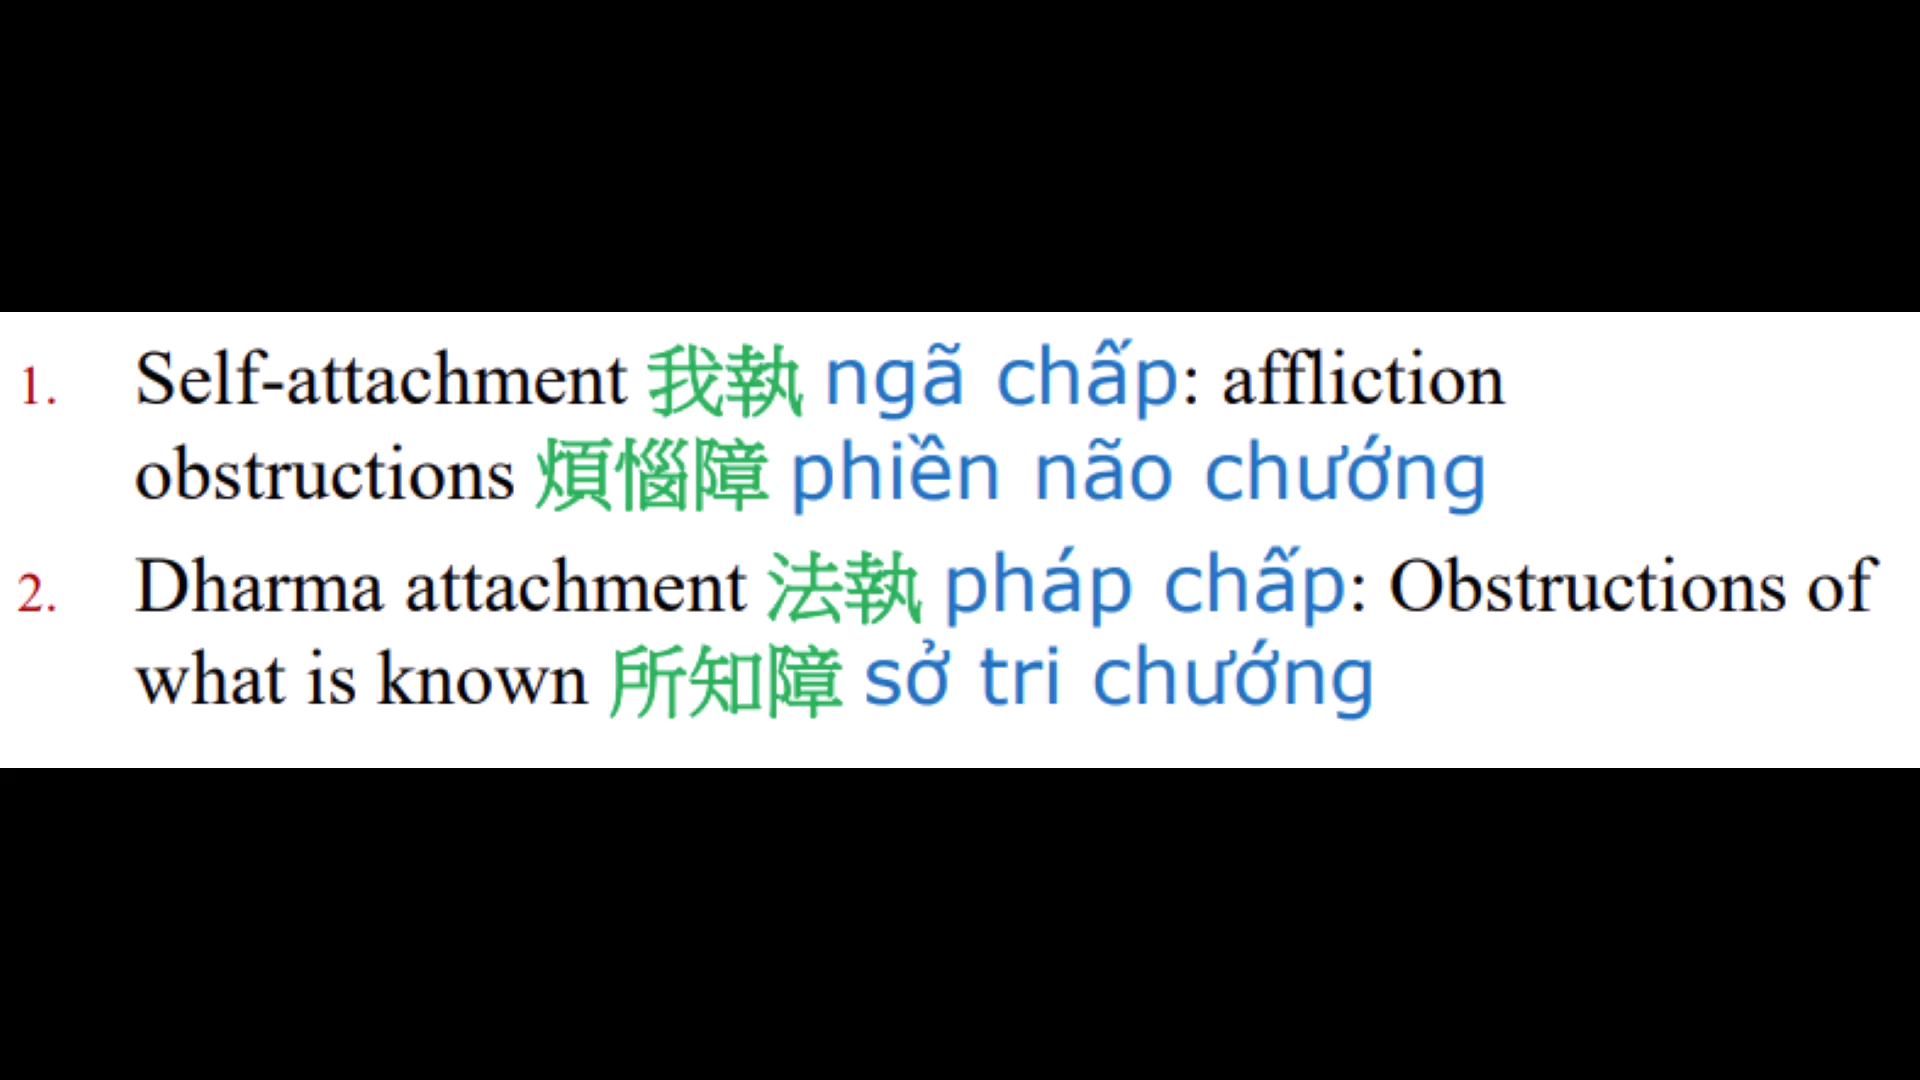 1. Self-attachment 我執 ngã chấp: affliction
obstructions 煩惱障 phiền não chướng
2. Dharma attachment 法執 pháp chấp: Obstructions of
what is known 所知障 sở tri chướng